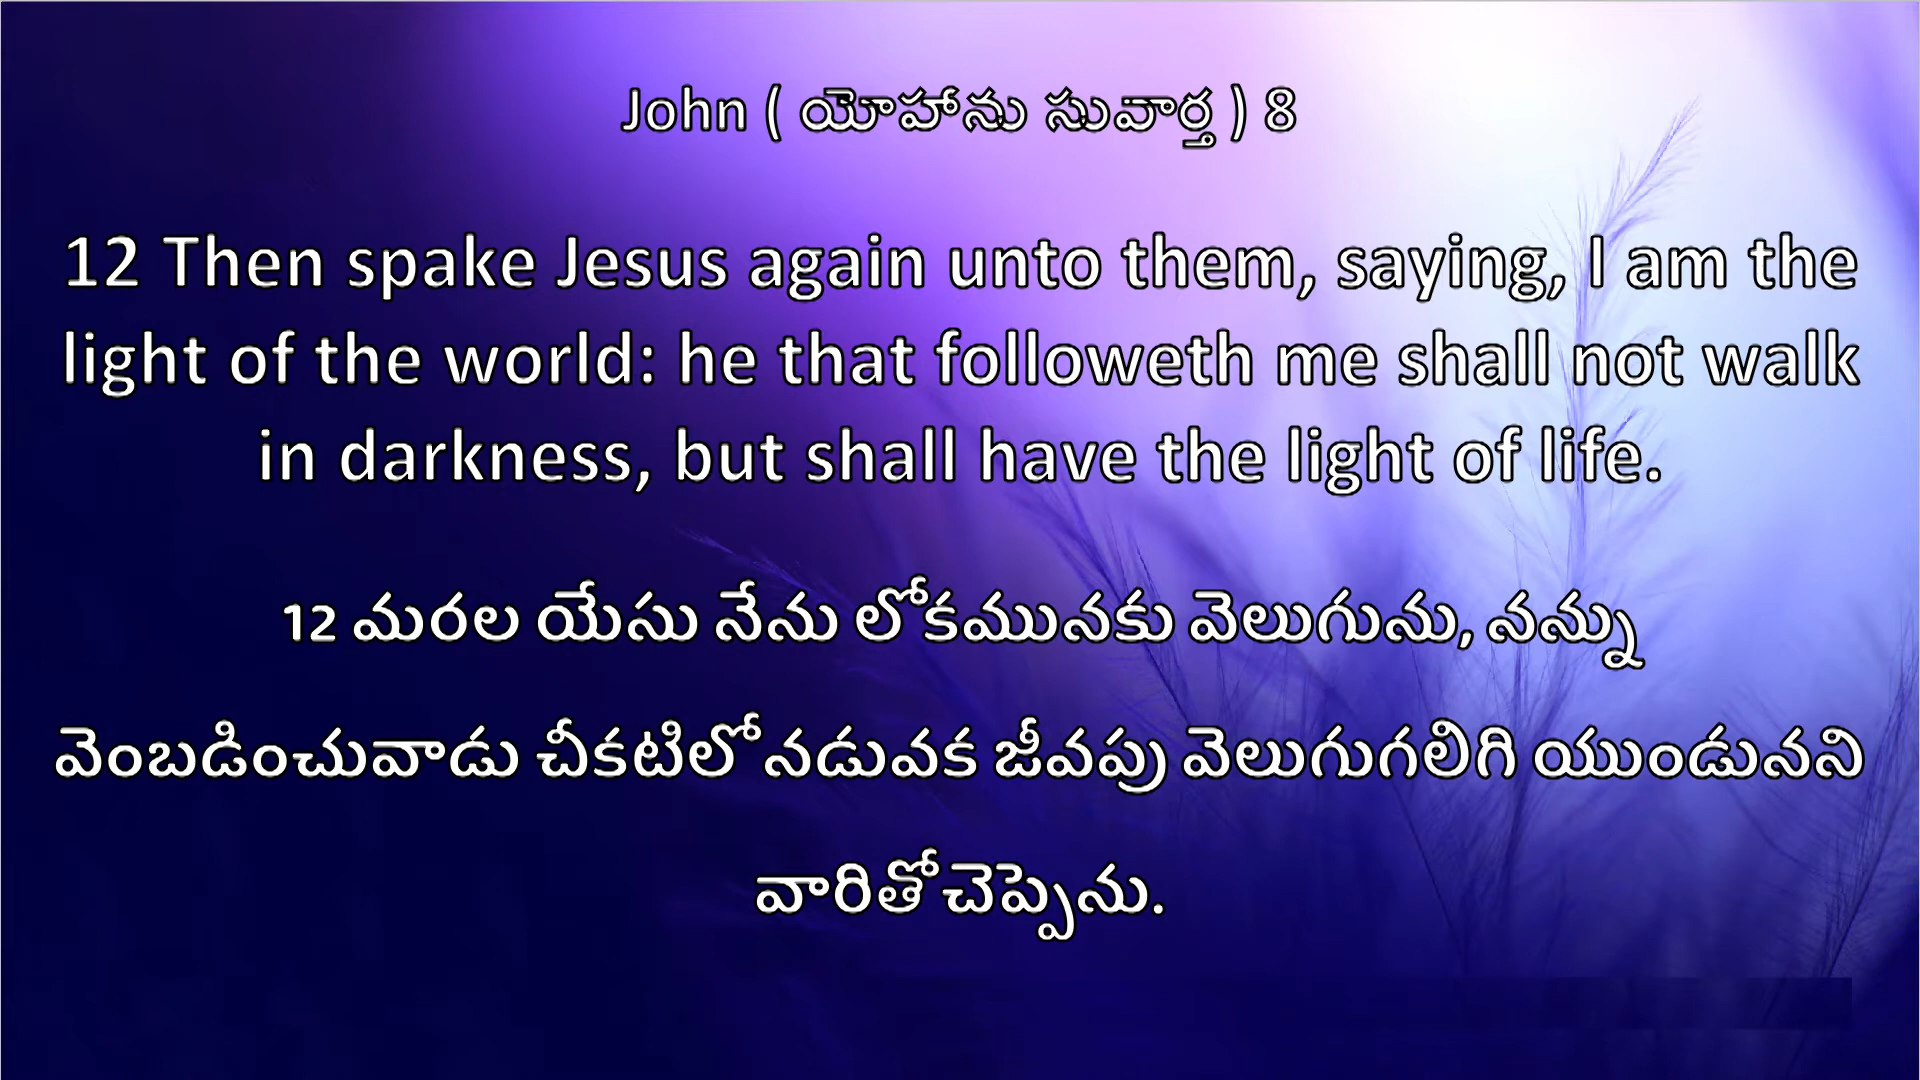 John ( యోహాను సువార్త ) 8
12 Then spake Jesus again unto them, saying, I am the
light of the world: he that followeth me shall not walk
in darkness, but shall have the light of life.
12 మరల యేసు నేను లోకమునకు వెలుగును, నన్ను
వెంబడించువాడు చీకటిలో నడువక జీవపు వెలుగుగలిగి యుండునని
వారితో చెప్పెను.